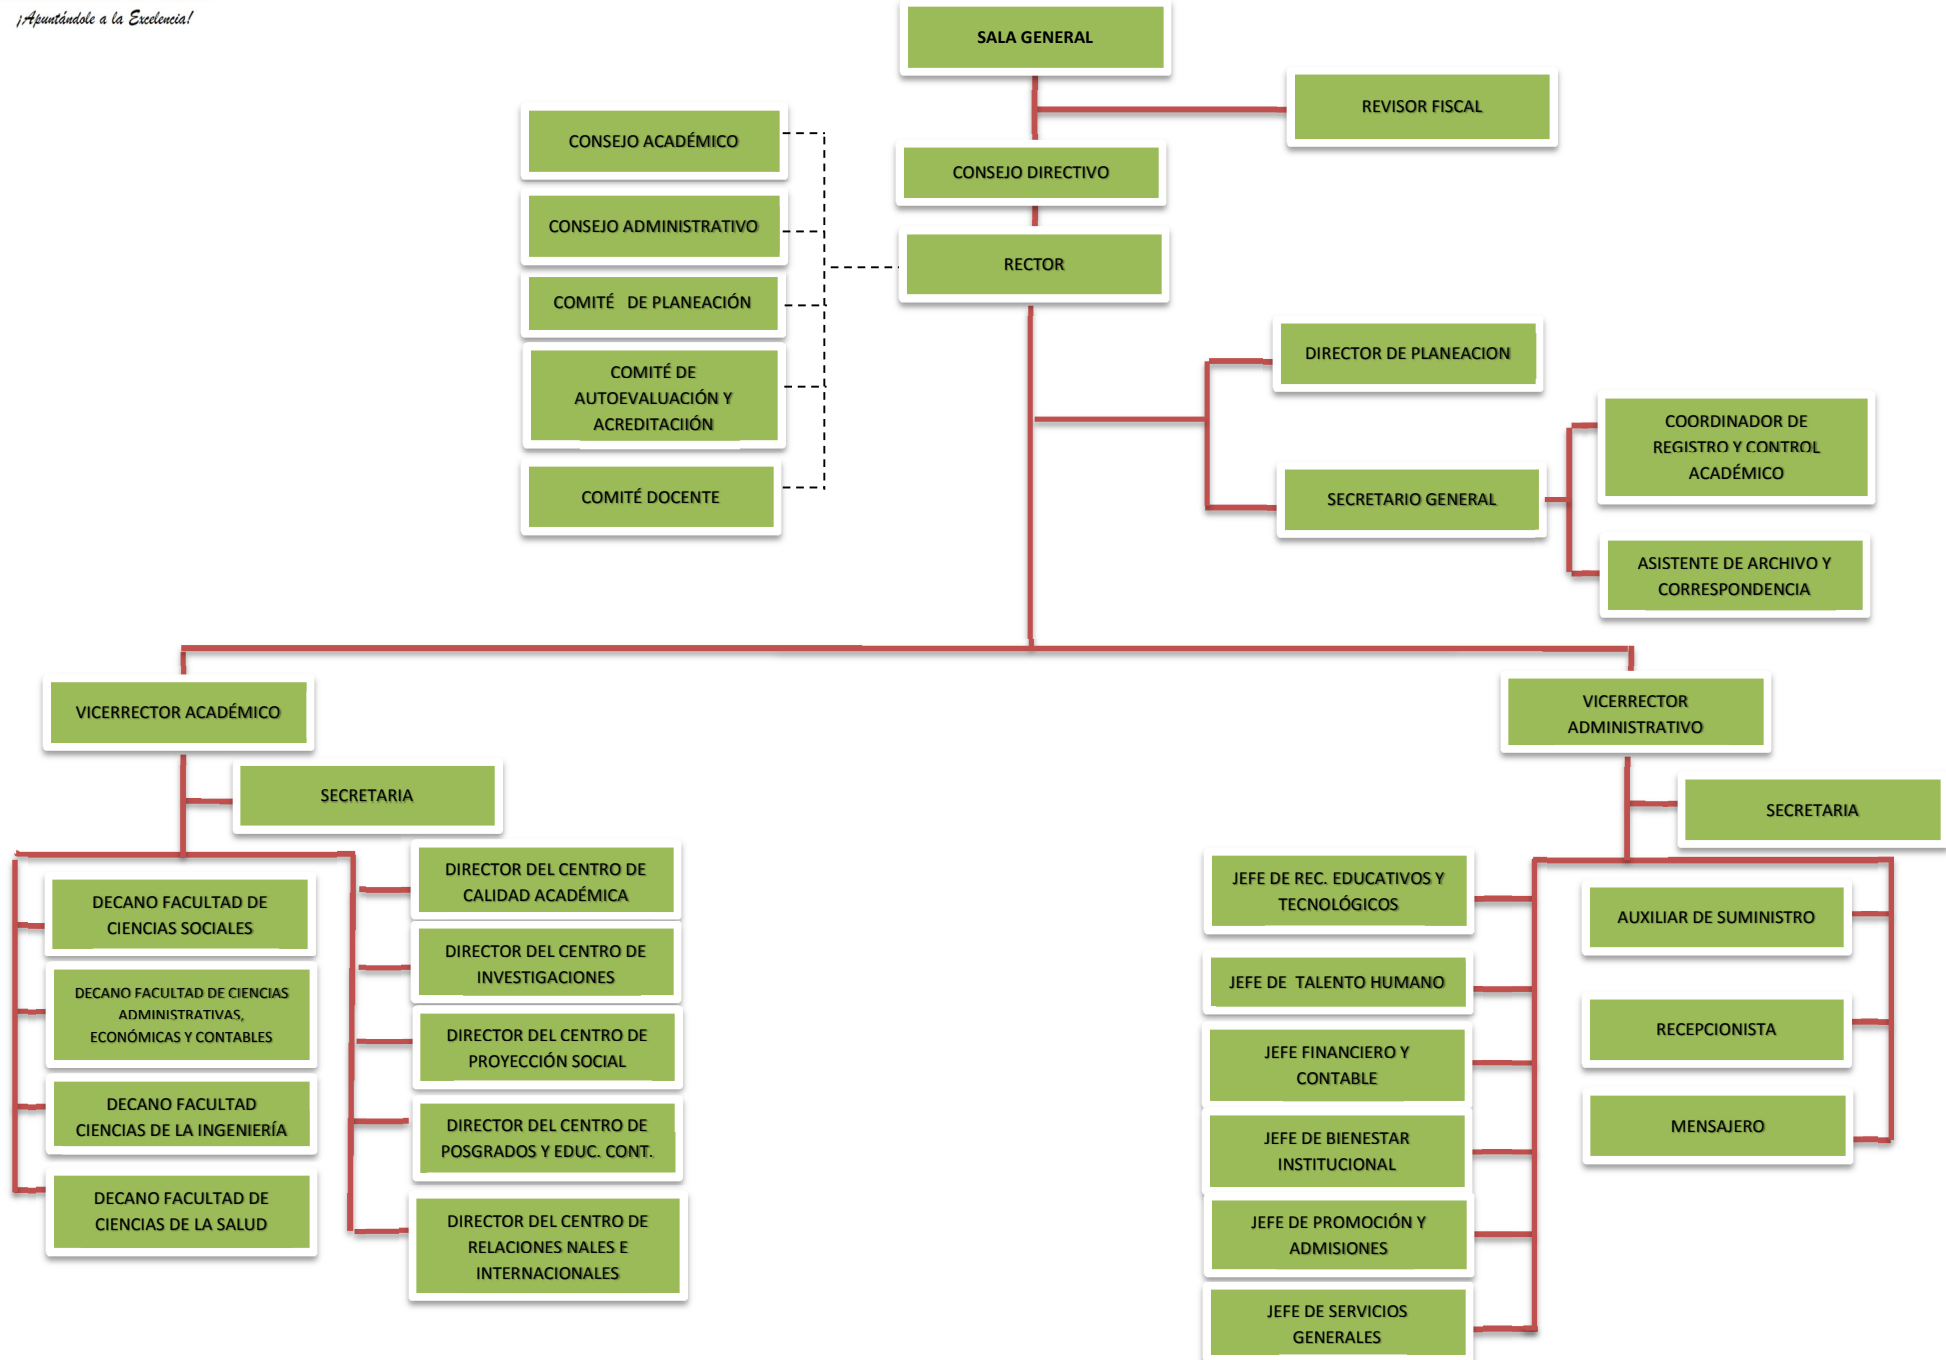 ¡Apuntándole a la Excelencia!
SALA GENERAL
REVISOR FISCAL
CONSEJO ACADÉMICO
CONSEJO DIRECTIVO
CONSEJO ADMINISTRATIVO
RECTOR
COMITÉ DE PLANEACIÓN
COMITÉ DE
AUTOEVALUACIÓN Y
ACREDITACIIÓN
COMITÉ DOCENTE
DIRECTOR DE PLANEACION
SECRETARIO GENERAL
COORDINADOR DE
REGISTRO Y CONTROL
ACADÉMICO
ASISTENTE DE ARCHIVO Y
CORRESPONDENCIA
VICERRECTOR ACADÉMICO
SECRETARIA
DECANO FACULTAD DE
CIENCIAS SOCIALES
DECANO FACULTAD DE CIENCIAS
ADMINISTRATIVAS,
ECONÓMICAS Y CONTABLES
DECANO FACULTAD
CIENCIAS DE LA INGENIERÍA
DECANO FACULTAD DE
CIENCIAS DE LA SALUD
DIRECTOR DEL CENTRO DE
CALIDAD ACADÉMICA
DIRECTOR DEL CENTRO DE
INVESTIGACIONES
DIRECTOR DEL CENTRO DE
PROYECCIÓN SOCIAL
DIRECTOR DEL CENTRO DE
POSGRADOS Y EDUC. CONT.
DIRECTOR DEL CENTRO DE
RELACIONES NALES E
INTERNACIONALES
VICERRECTOR
ADMINISTRATIVO
SECRETARIA
JEFE DE REC. EDUCATIVOS Y
TECNOLÓGICOS
JEFE DE TALENTO HUMANO
JEFE FINANCIERO Y
CONTABLE
JEFE DE BIENESTAR
INSTITUCIONAL
JEFE DE PROMOCIÓN Y
ADMISIONES
JEFE DE SERVICIOS
GENERALES
AUXILIAR DE SUMINISTRO
RECEPCIONISTA
MENSAJERO